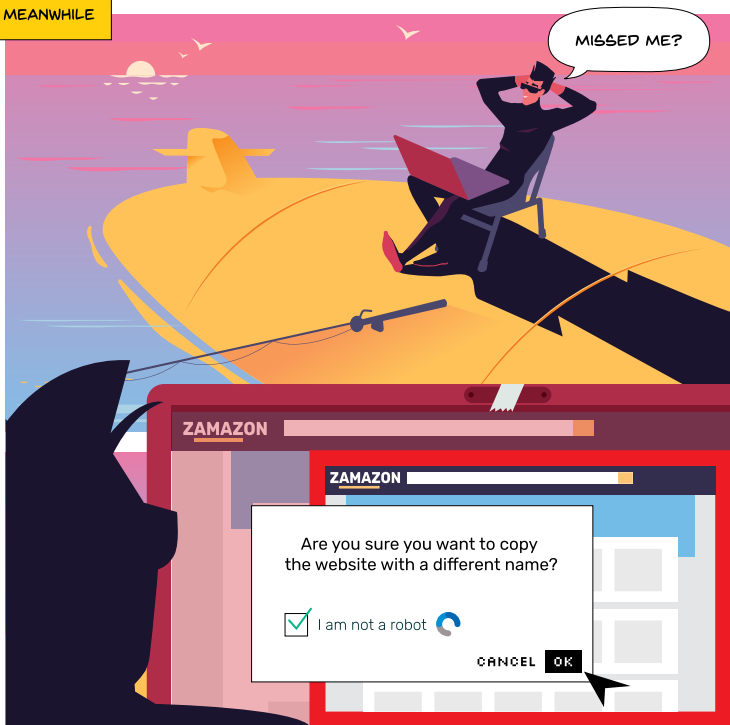 MEANWHILE
MISSED ME?
ZAMAZON
ZAMAZON
Are you sure you want to copy
the website with a different name?
I am not a robot
CANCEL OK